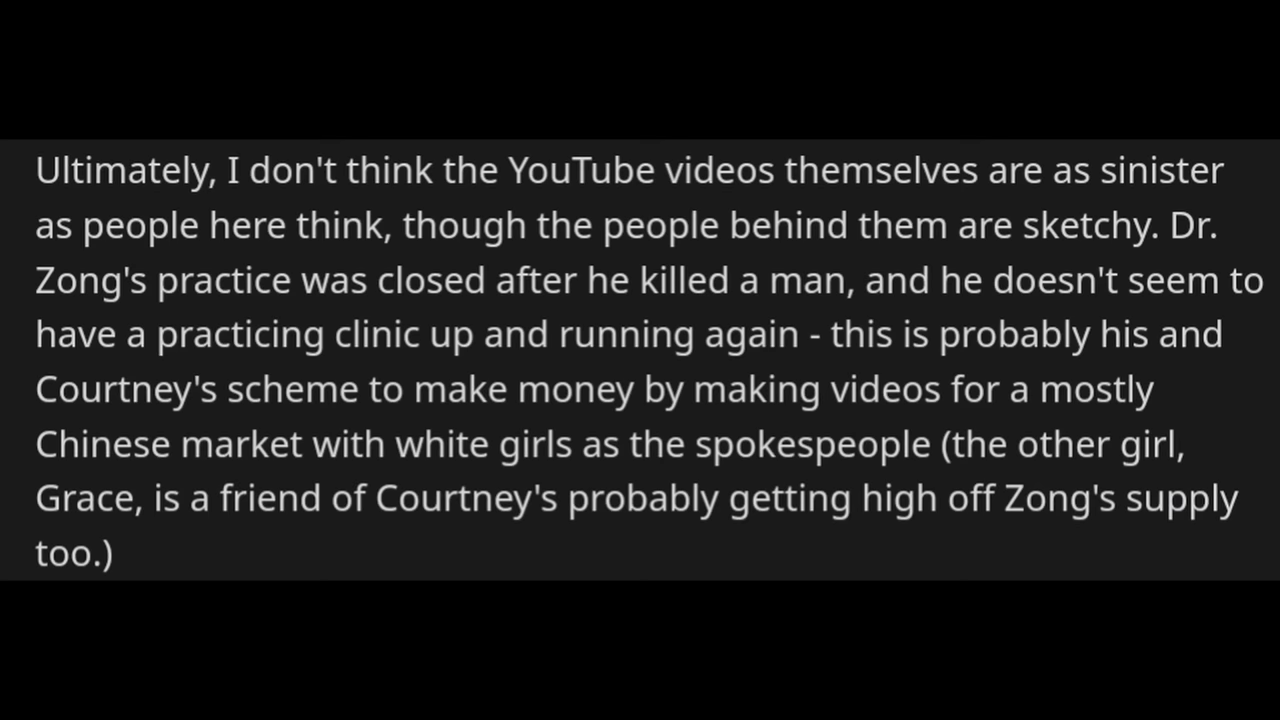 Ultimately, I don't think the YouTube videos themselves are as sinister
as people here think, though the people behind them are sketchy. Dr.
Zong's practice was closed after he killed a man, and he doesn't seem to
have a practicing clinic up and running again - this is probably his and
Courtney's scheme to make money by making videos for a mostly
Chinese market with white girls as the spokespeople (the other girl,
Grace, is a friend of Courtney's probably getting high off Zong's supply
too.)